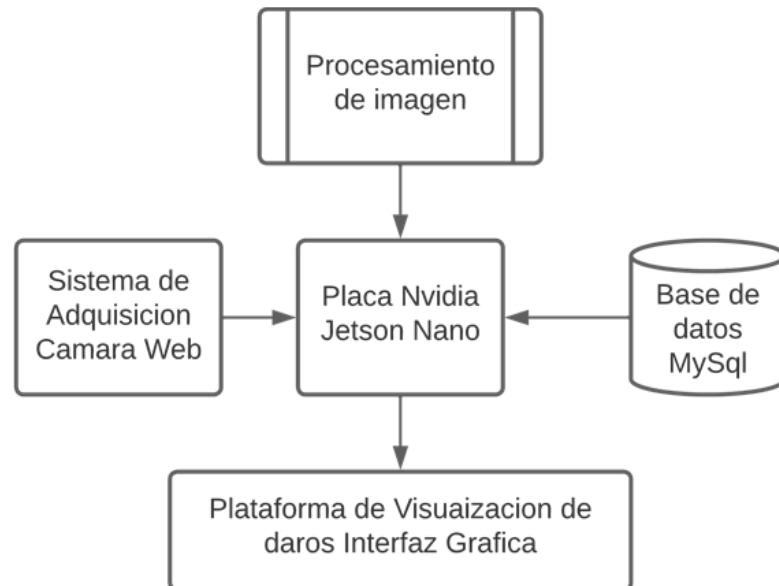 Procesamiento
de imagen
Sistema de
Adquisicion
Camara Web
Placa Nvidia
Jetson Nano
Base de
datos
MySql
Plataforma de Visuaizacion de
daros Interfaz Grafica